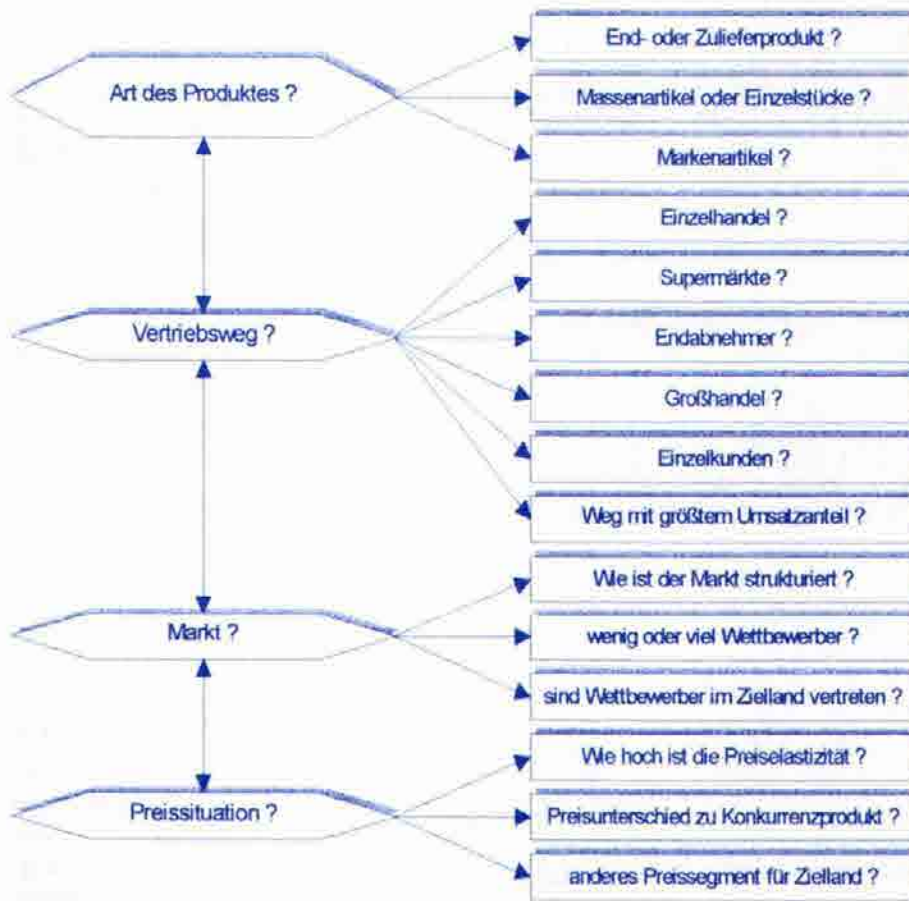 Art des Produktes ?
End- oder Zulieferprodukt ?
Massenartikel oder Einzelstücke ?
Markenartikel ?
Vertriebsweg ?
Einzelhandel ?
Supermärkte ?
Endabnehmer ?
Großhandel ?
Einzelkunden ?
Weg mit größtem Umsatzanteil ?
Markt ?
Wie ist der Markt strukturiert ?
wenig oder viel Wettbewerber ?
sind Wettbewerber im Zielland vertreten ?
Preissituation ?
Wie hoch ist die Preiselastizität ?
Preisunterschied zu Konkurrenzprodukt ?
anderes Preissegment für Zielland ?